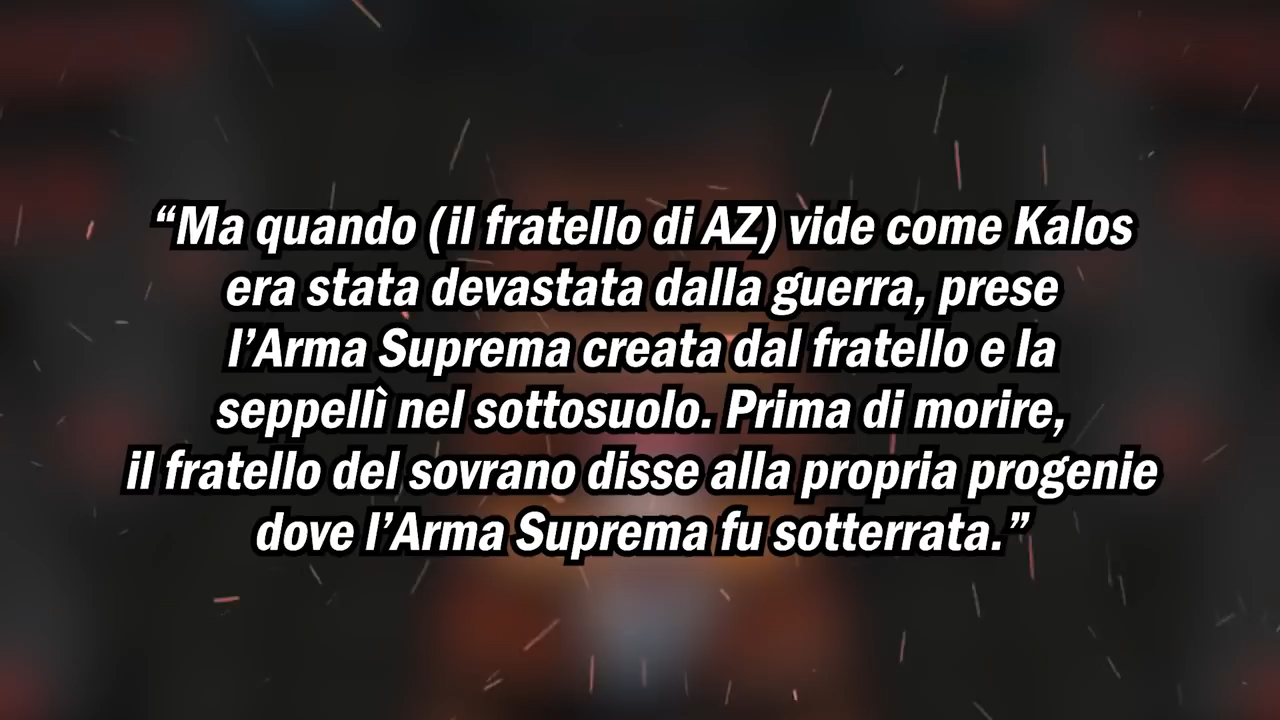 “Ma quando (il fratello di AZ) vide come Kalos
era stata devastata dalla guerra, prese
l’Arma Suprema creata dal fratello e la
seppellì nel sottosuolo. Prima di morire,
il fratello del sovrano disse alla propria progenie
dove l’Arma Suprema fu sotterrata.”